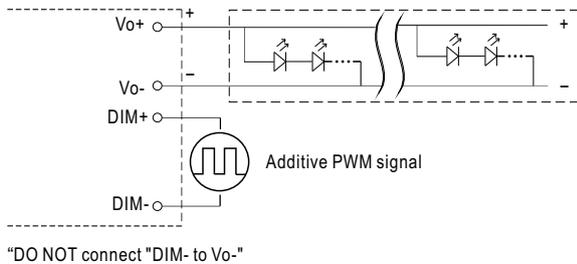 Vo+
+
+
–
Vo-
–
DIM+
Additive PWM signal
DIM-
“DO NOT connect "DIM- to Vo-"